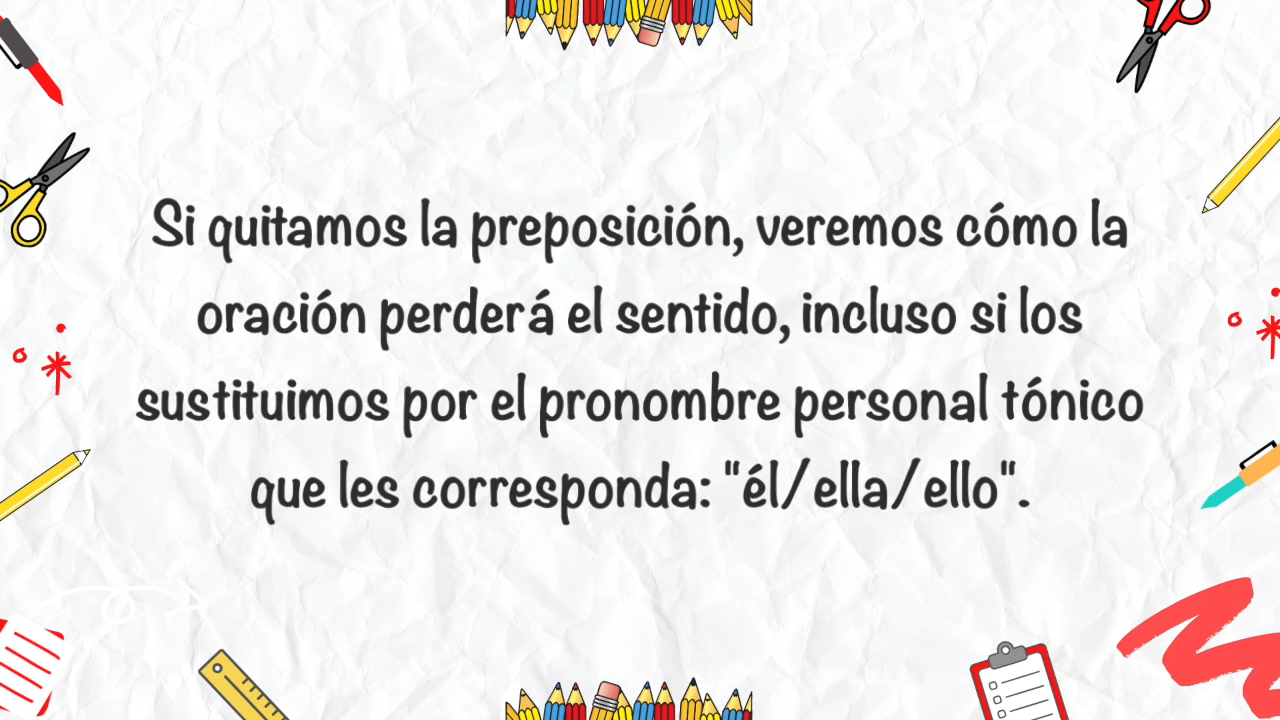 Si quitamos la preposición, veremos cómo la
oración perderá el sentido, incluso si los
sustituimos por el pronombre personal tónico
que les corresponda: "él/ella/ello".